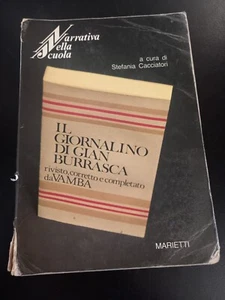 Narrativa
Nella
Scuola
a cura di
Stefania Cacciatori
IL
GIORNALINO
DI GIAN
BURRASCA
rivisto, corretto e completato
da VAMBA
MARIETTI